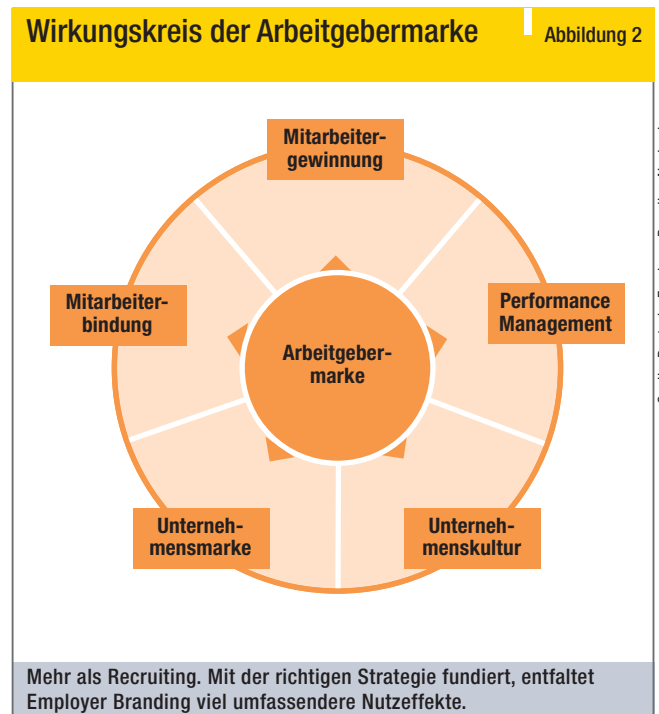 Wirkungskreis der Arbeitgebermarke
Abbildung 2
Mitarbeiter-
gewinnung
Mitarbeiter-
bindung
Performance
Management
Arbeitgeber-
marke
Unterneh-
mensmarke
Unterneh-
menskultur
Mehr als Recruiting. Mit der richtigen Strategie fundiert, entfaltet
Employer Branding viel umfassendere Nutzeffekte.